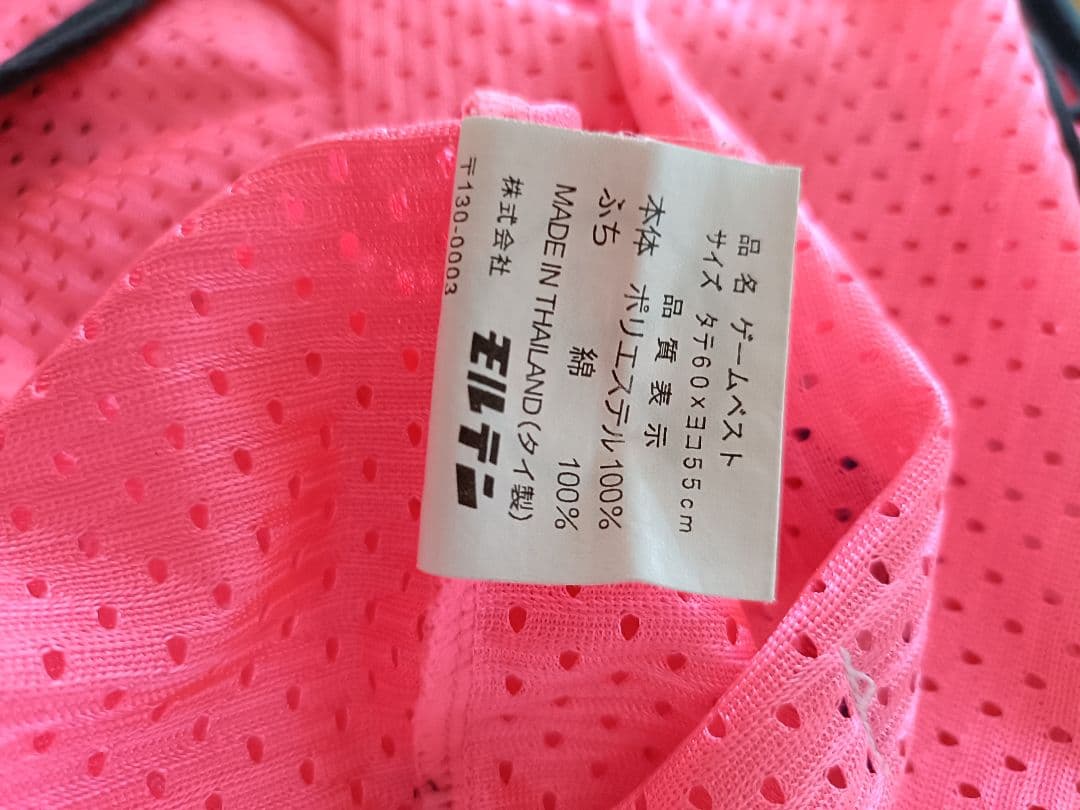 品名 ゲームベスト
サイズ タテ60×ヨコ55cm
品質表示
本体 ポリエステル100%
ふち 綿 100%
MADE IN THAILAND(タイ製)
株式会社 モルテン
〒130-0003